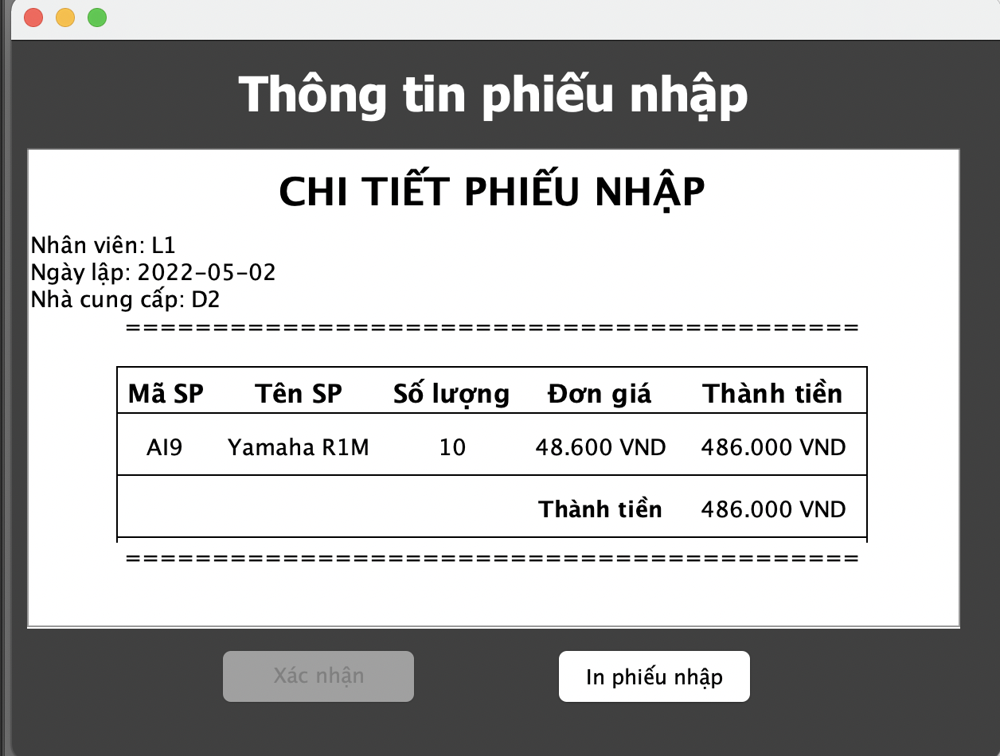 Thông tin phiếu nhập
CHI TIẾT PHIẾU NHẬP
Nhân viên: L1
Ngày lập: 2022-05-02
Nhà cung cấp: D2
==========================================
Mã SP Tên SP Số lượng Đơn giá Thành tiền
AI9 Yamaha R1M 10 48.600 VND 486.000 VND
Thành tiền 486.000 VND
==========================================
Xác nhận In phiếu nhập